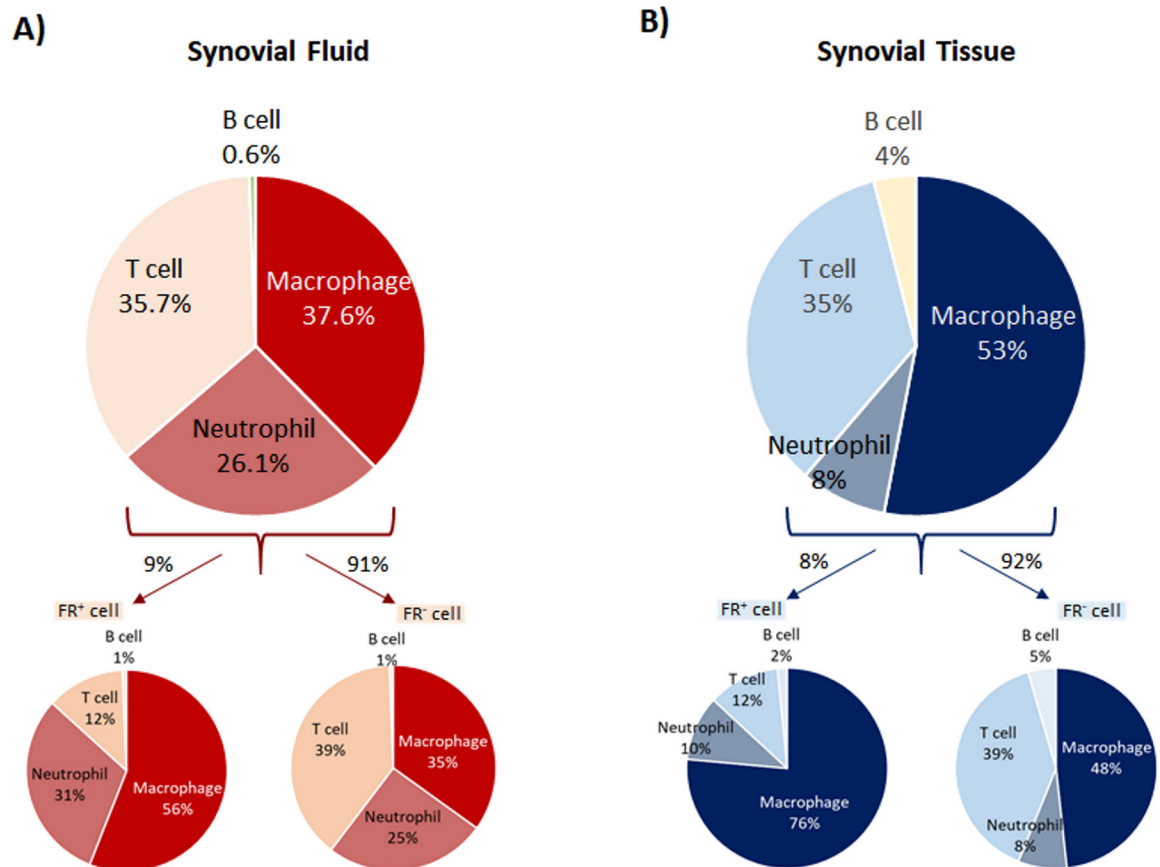 A)
Synovial Fluid
B cell
0.6%
T cell
35.7%
Macrophage
37.6%
Neutrophil
26.1%
9%
91%
FR⁺ cell
B cell
1%
T cell
12%
Neutrophil
31%
Macrophage
56%
FR⁻ cell
B cell
1%
T cell
39%
Macrophage
35%
Neutrophil
25%
B)
Synovial Tissue
B cell
4%
T cell
35%
Macrophage
53%
Neutrophil
8%
8%
92%
FR⁺ cell
B cell
2%
T cell
12%
Neutrophil
10%
Macrophage
76%
FR⁻ cell
B cell
5%
T cell
39%
Macrophage
48%
Neutrophil
8%